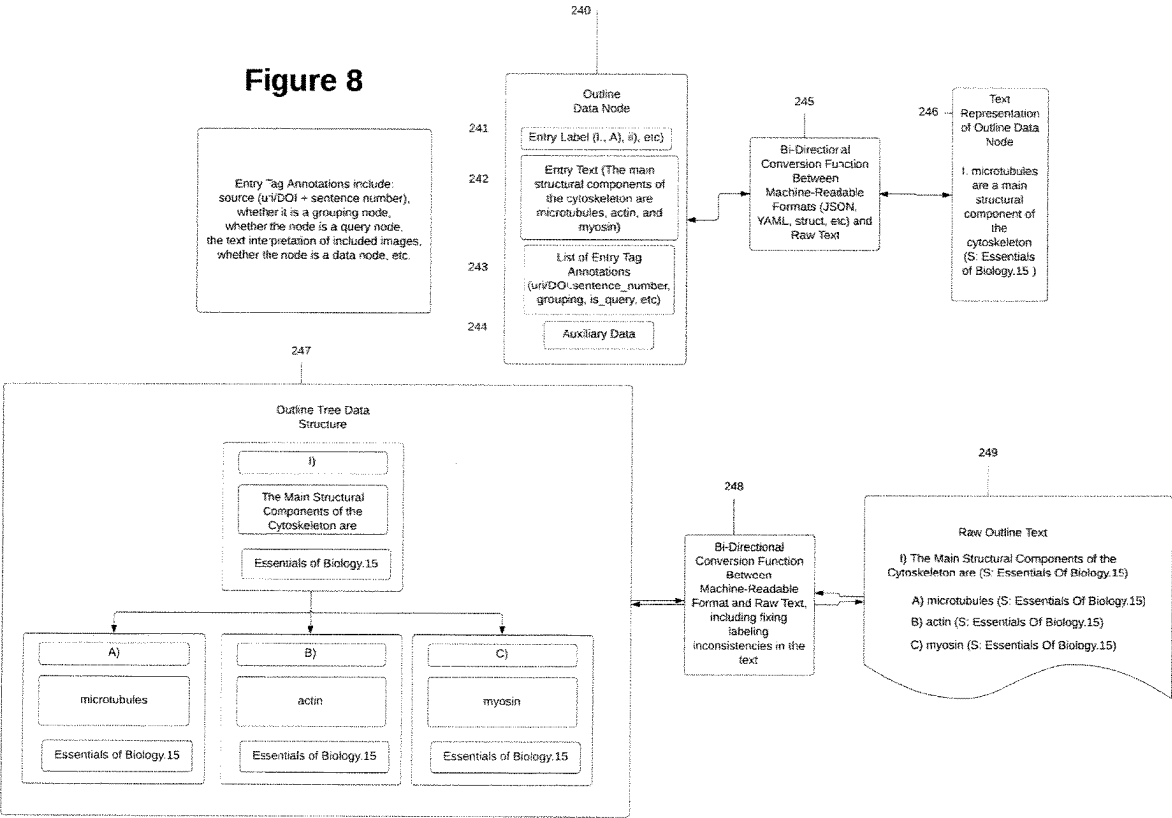 240
Figure 8
Outline
Data Node
241
Entry Label (I., A), ii), etc)
242
Entry Text (The main
structural components of
the cytoskeleton are
microtubules, actin, and
myosin)
243
List of Entry Tag
Annotations
(uri/DOI.sentence_number,
grouping, is_query, etc)
244
Auxiliary Data
Entry Tag Annotations include:
source (uri/DOI + sentence number),
whether it is a grouping node,
whether the node is a query node,
the text interpretation of included images,
whether the node is a data node, etc.
245
Bi-Directional
Conversion Function
Between
Machine-Readable
Formats (JSON,
YAML, struct, etc) and
Raw Text
246
Text
Representation
of Outline Data
Node
I. microtubules
are a main
structural
component of
the
cytoskeleton
(S: Essentials
of Biology.15 )
247
Outline Tree Data
Structure
I)
The Main Structural
Components of the
Cytoskeleton are
Essentials of Biology.15
A)
microtubules
Essentials of Biology.15
B)
actin
Essentials of Biology.15
C)
myosin
Essentials of Biology.15
248
Bi-Directional
Conversion Function
Between
Machine-Readable
Format and Raw Text,
including fixing
labeling
inconsistencies in the
text
249
Raw Outline Text
I) The Main Structural Components of the
Cytoskeleton are (S: Essentials Of Biology.15)
A) microtubules (S: Essentials Of Biology.15)
B) actin (S: Essentials Of Biology.15)
C) myosin (S: Essentials Of Biology.15)